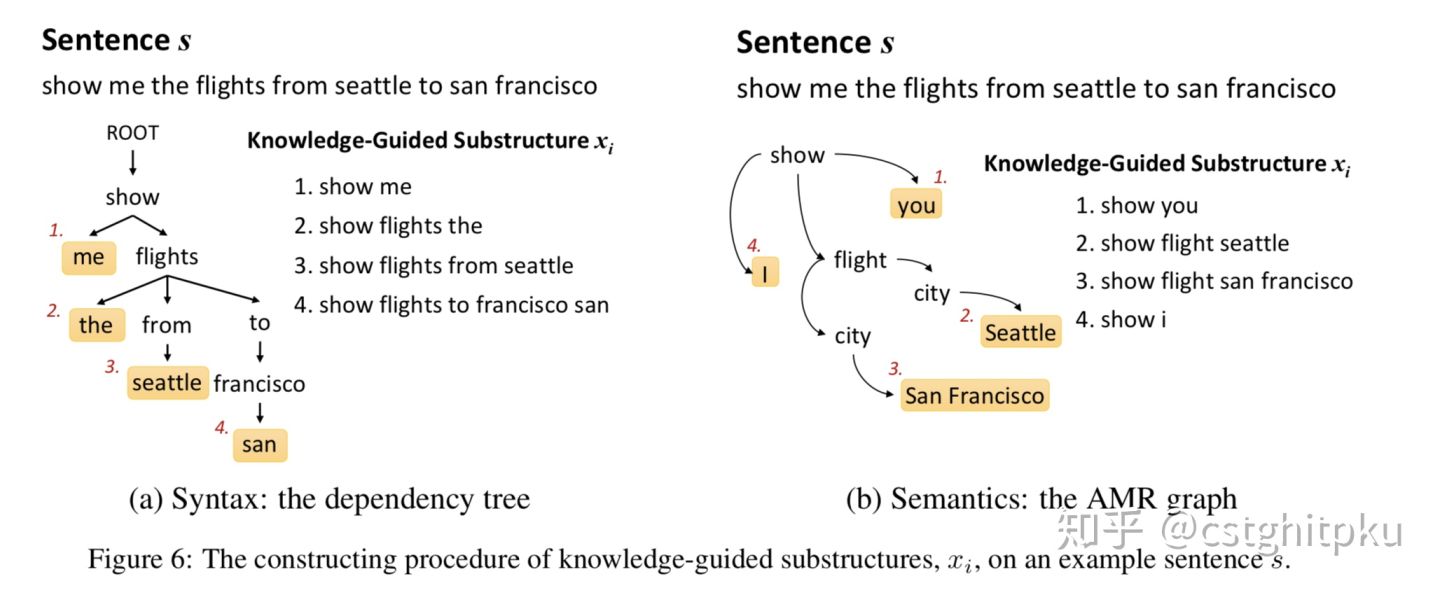 Sentence s
show me the flights from seattle to san francisco
ROOT
Knowledge-Guided Substructure xi
show
1. show me
2. show flights the
3. show flights from seattle
4. show flights to francisco san
1.
me
flights
2.
the
from
to
3.
seattle
francisco
4.
san
(a) Syntax: the dependency tree
Sentence s
show me the flights from seattle to san francisco
show
Knowledge-Guided Substructure xi
1. show you
2. show flight seattle
3. show flight san francisco
4. show i
1.
you
4.
I
flight
city
2.
Seattle
city
3.
San Francisco
(b) Semantics: the AMR graph
知乎 @cstghitpku
Figure 6: The constructing procedure of knowledge-guided substructures, xi, on an example sentence s.